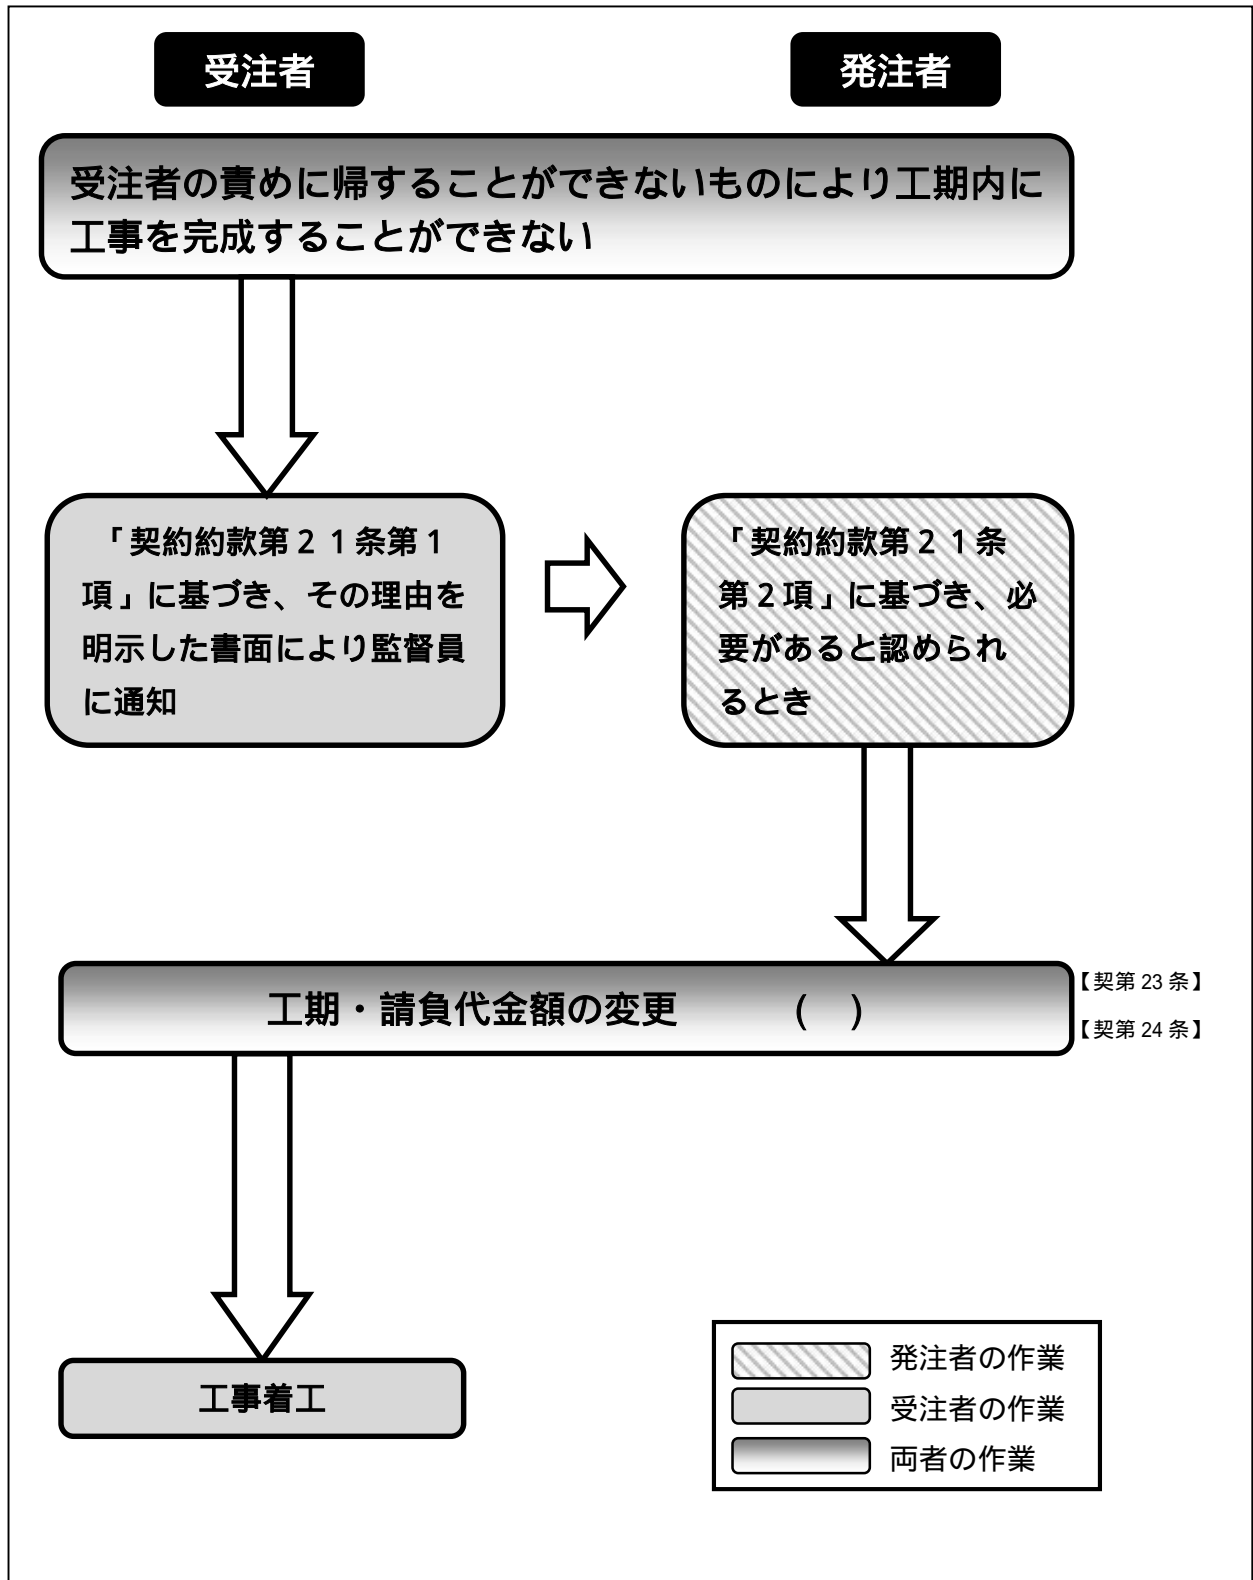 受注者
発注者
受注者の責めに帰することができないものにより工期内に
工事を完成することができない
「契約約款第２１条第１
項」に基づき、その理由を
明示した書面により監督員
に通知
「契約約款第２１条
第２項」に基づき、必
要があると認められ
るとき
工期・請負代金額の変更　　　(　)
【契第 23 条】
【契第 24 条】
工事着工
発注者の作業
受注者の作業
両者の作業